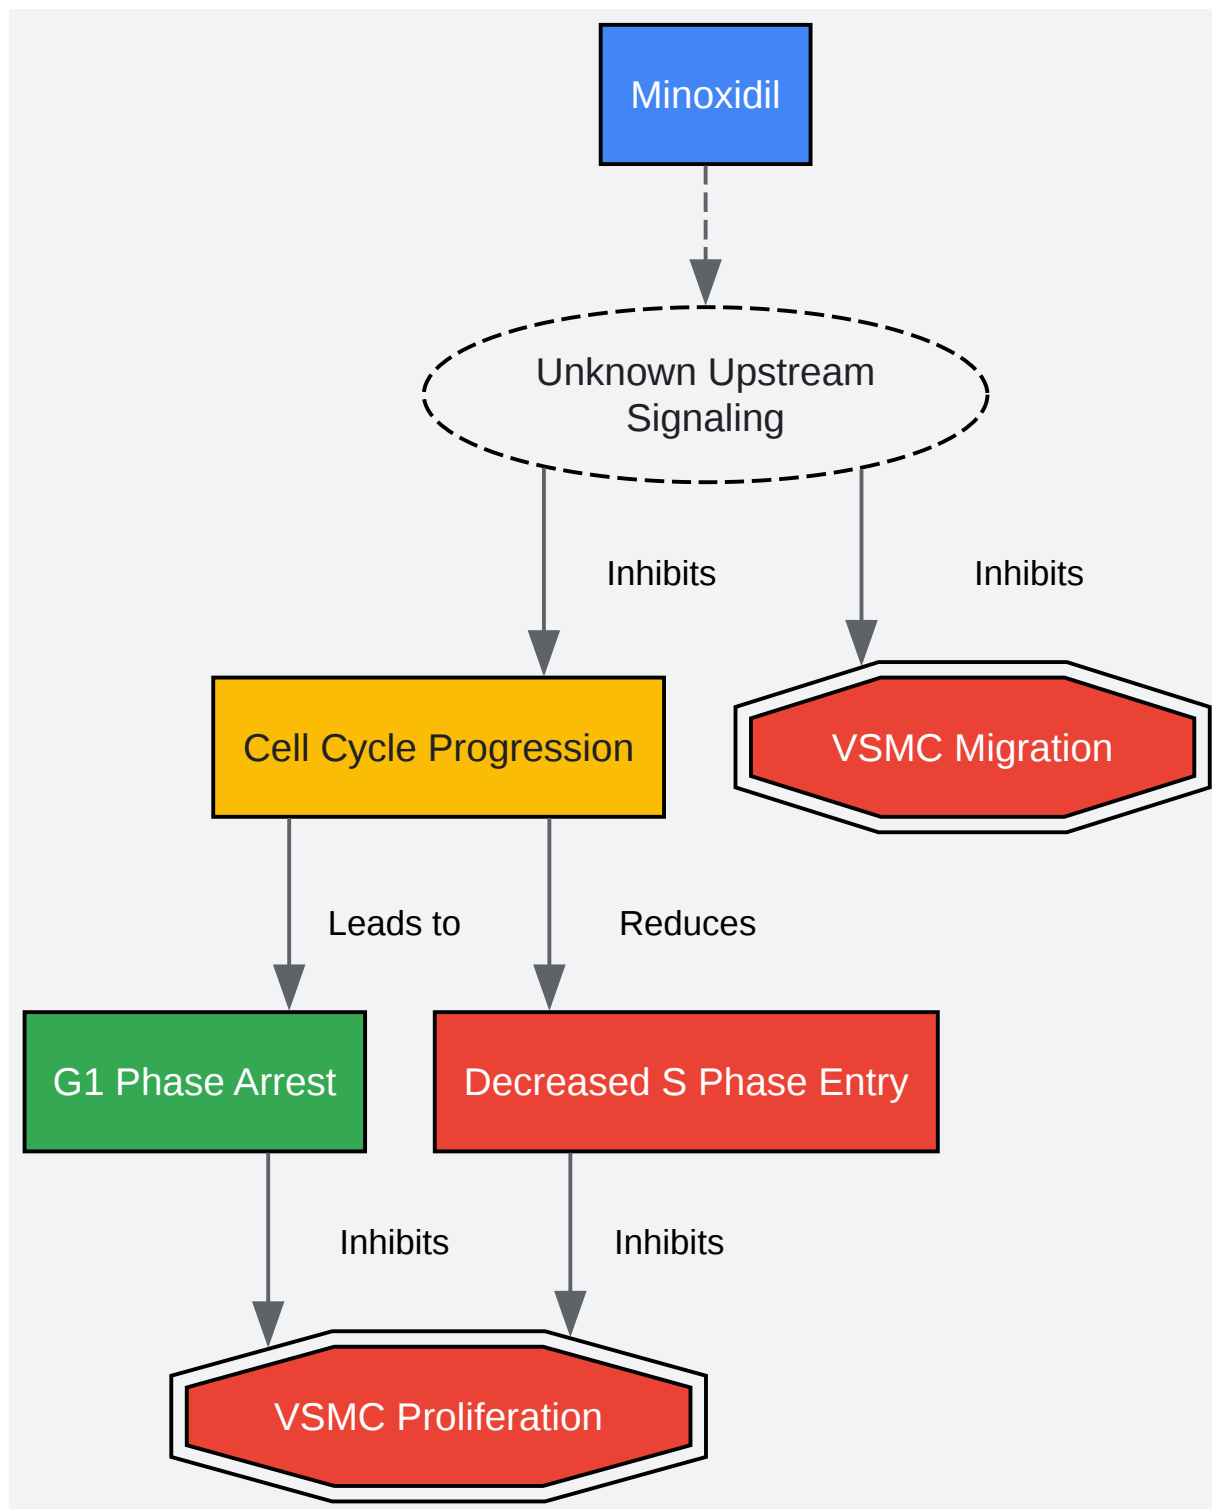 Minoxidil
Unknown Upstream
Signaling
Inhibits
Inhibits
Cell Cycle Progression
VSMC Migration
Leads to
Reduces
G1 Phase Arrest
Decreased S Phase Entry
Inhibits
Inhibits
VSMC Proliferation